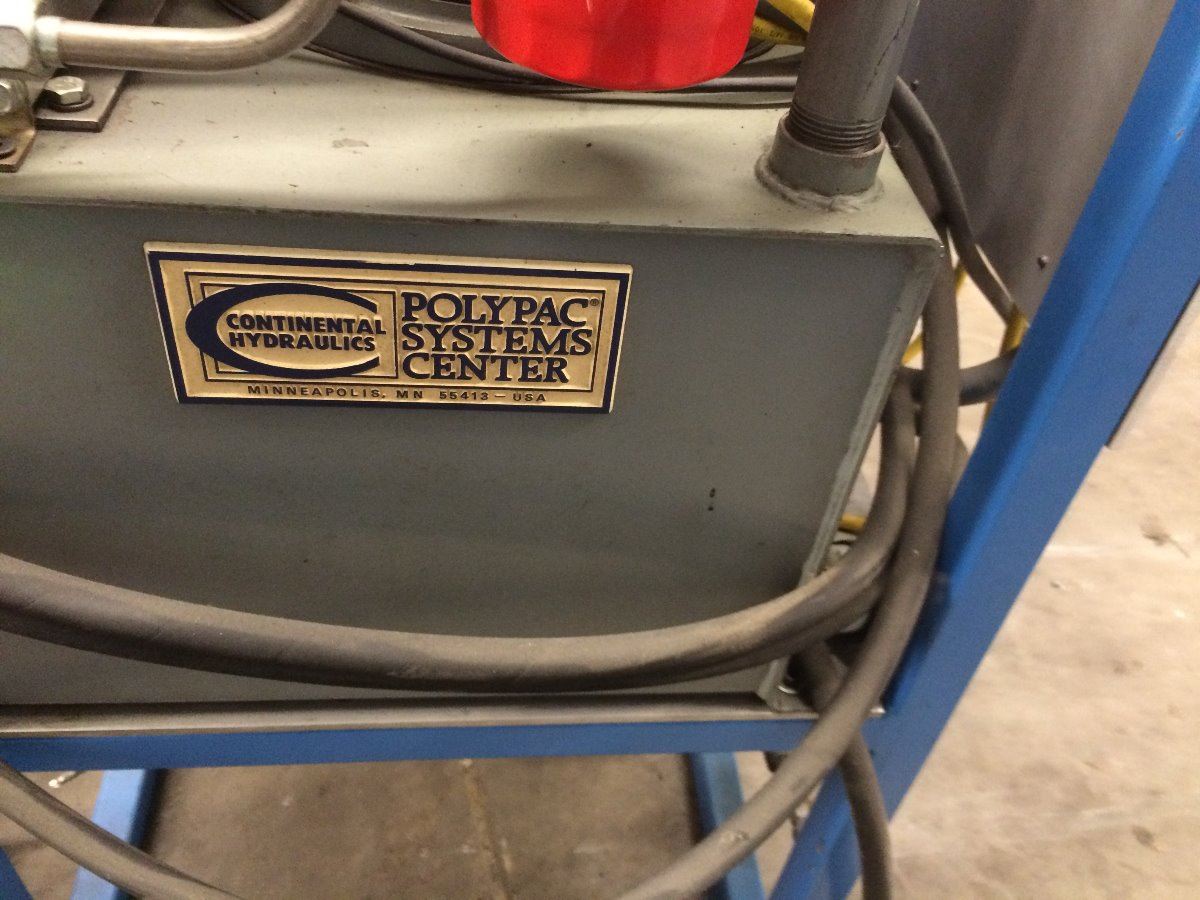 CONTINENTAL
HYDRAULICS
POLYPAC®
SYSTEMS
CENTER
MINNEAPOLIS, MN 55413 - USA